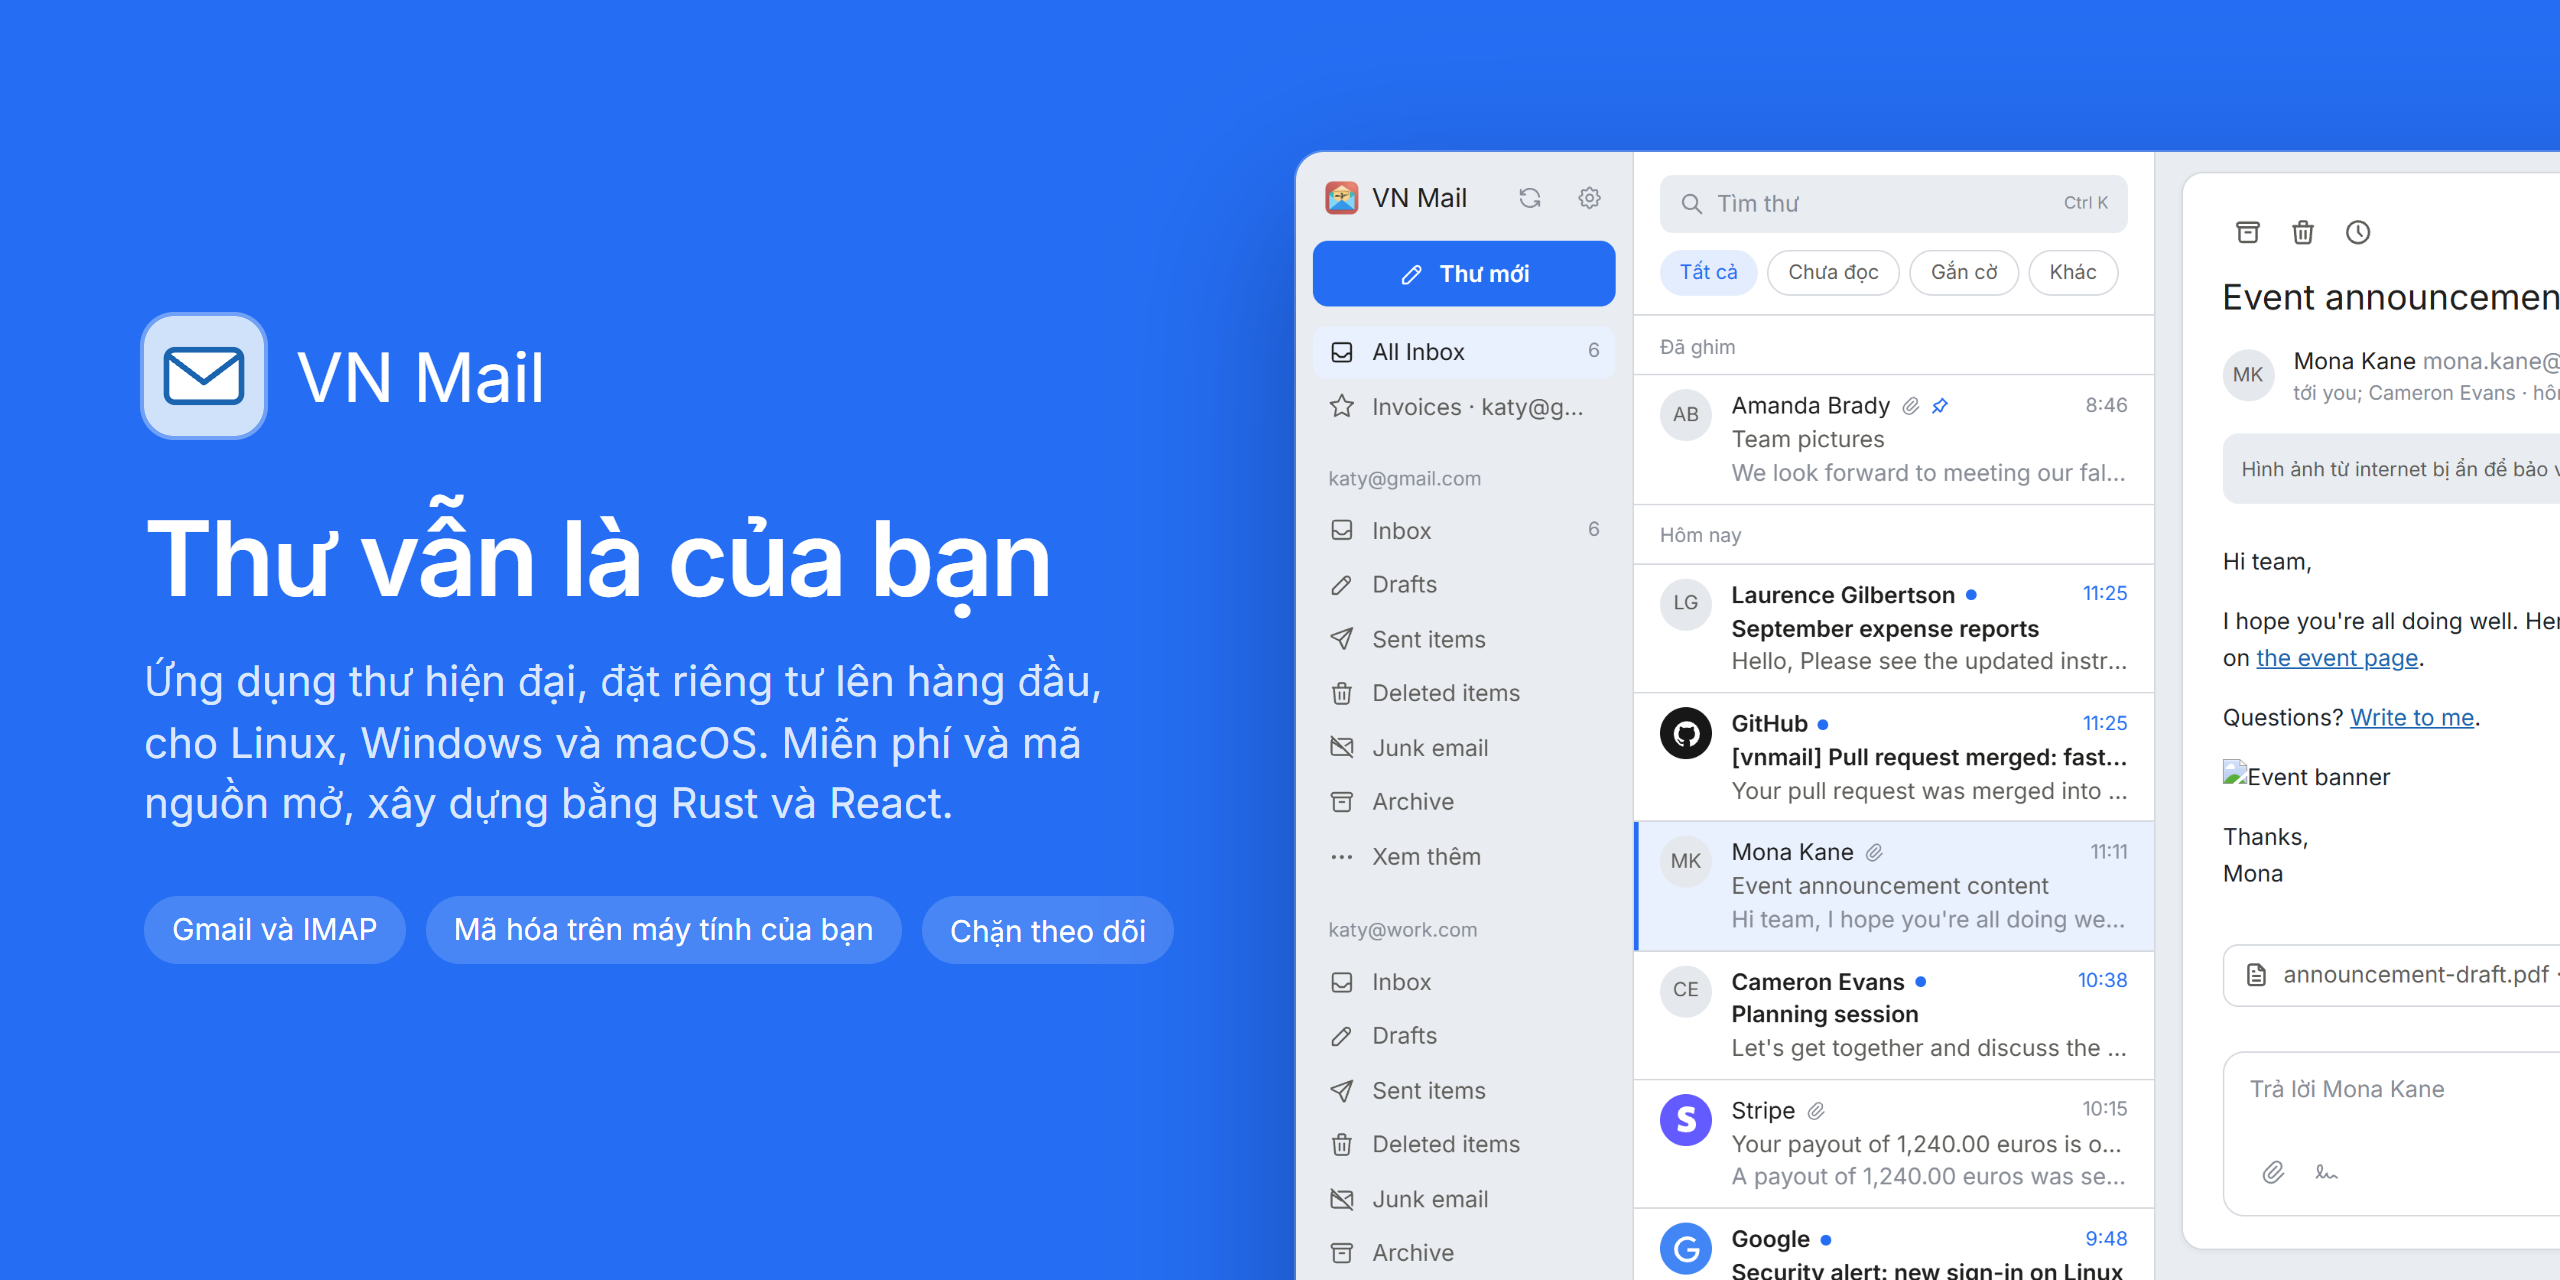 VN Mail
Thư vẫn là của bạn
Ứng dụng thư hiện đại, đặt riêng tư lên hàng đầu,
cho Linux, Windows và macOS. Miễn phí và mã
nguồn mở, xây dựng bằng Rust và React.
Gmail và IMAP
Mã hóa trên máy tính của bạn
Chặn theo dõi
VN Mail
Thư mới
All Inbox 6
Invoices · katy@g...
katy@gmail.com
Inbox 6
Drafts
Sent items
Deleted items
Junk email
Archive
Xem thêm
katy@work.com
Inbox
Drafts
Sent items
Deleted items
Junk email
Archive
Tìm thư Ctrl K
Tất cả Chưa đọc Gắn cờ Khác
Đã ghim
AB Amanda Brady 8:46
Team pictures
We look forward to meeting our fal...
Hôm nay
LG Laurence Gilbertson 11:25
September expense reports
Hello, Please see the updated instr...
GitHub 11:25
[vnmail] Pull request merged: fast...
Your pull request was merged into ...
MK Mona Kane 11:11
Event announcement content
Hi team, I hope you're all doing we...
CE Cameron Evans 10:38
Planning session
Let's get together and discuss the ...
Stripe 10:15
Your payout of 1,240.00 euros is o...
A payout of 1,240.00 euros was se...
Google 9:48
Security alert: new sign-in on Linux
Event announcemen
MK Mona Kane mona.kane@
tới you; Cameron Evans · hôn
Hình ảnh từ internet bị ẩn để bảo v
Hi team,
I hope you're all doing well. Her
on the event page.
Questions? Write to me.
Event banner
Thanks,
Mona
announcement-draft.pdf ·
Trả lời Mona Kane